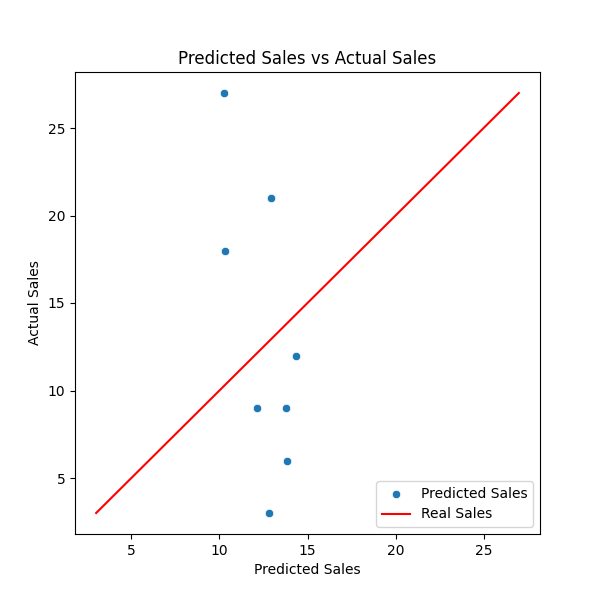 Predicted Sales vs Actual Sales
25
20
15
10
5
Actual Sales
Predicted Sales
Real Sales
5 10 15 20 25
Predicted Sales